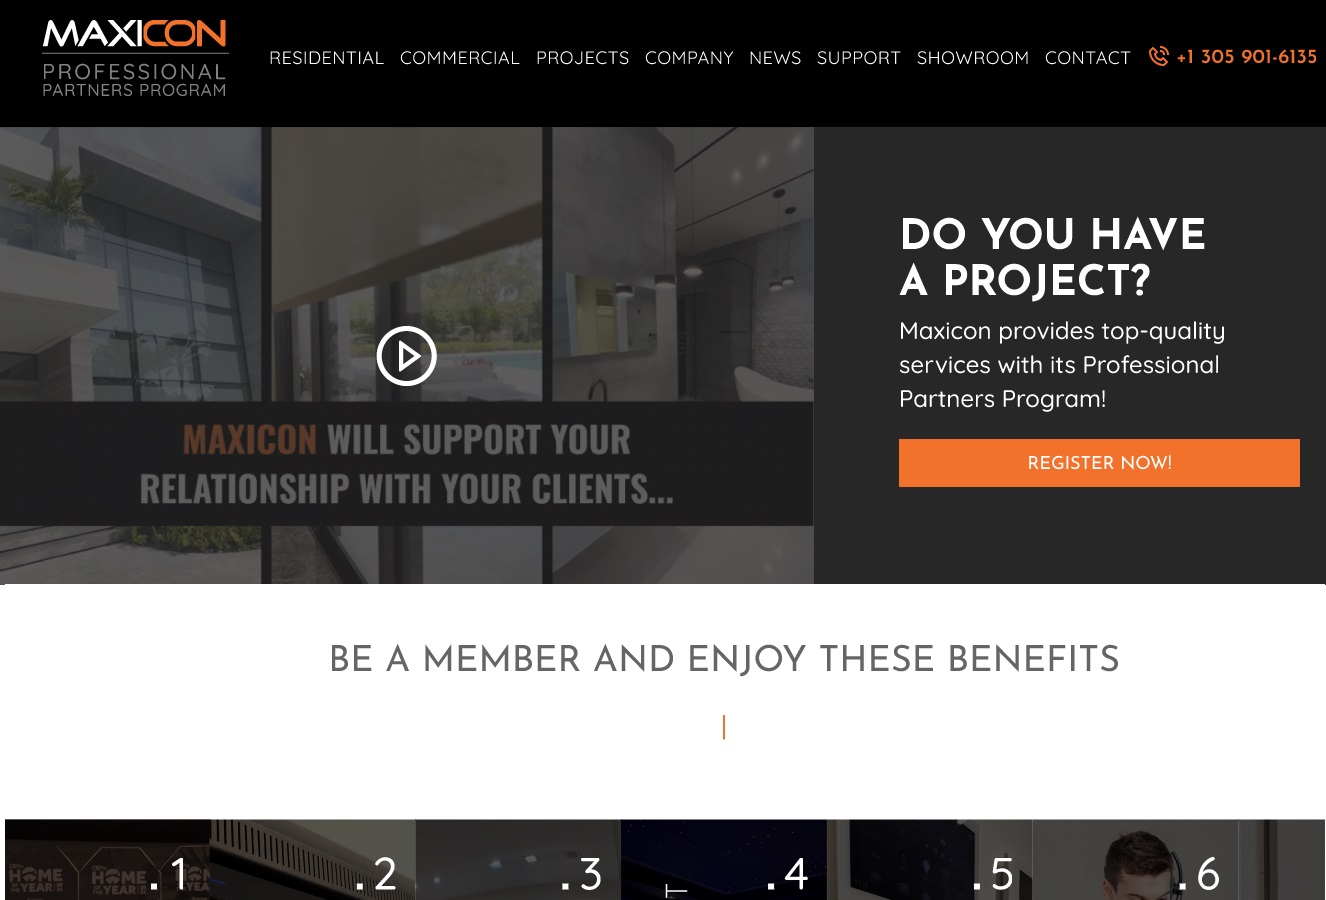 MAXICON
PROFESSIONAL
PARTNERS PROGRAM
RESIDENTIAL COMMERCIAL PROJECTS COMPANY NEWS SUPPORT SHOWROOM CONTACT +1 305 901-6135
DO YOU HAVE
A PROJECT?
Maxicon provides top-quality
services with its Professional
Partners Program!
REGISTER NOW!
MAXICON WILL SUPPORT YOUR
RELATIONSHIP WITH YOUR CLIENTS...
BE A MEMBER AND ENJOY THESE BENEFITS
.1 .2 .3 .4 .5 .6
HOME HOME